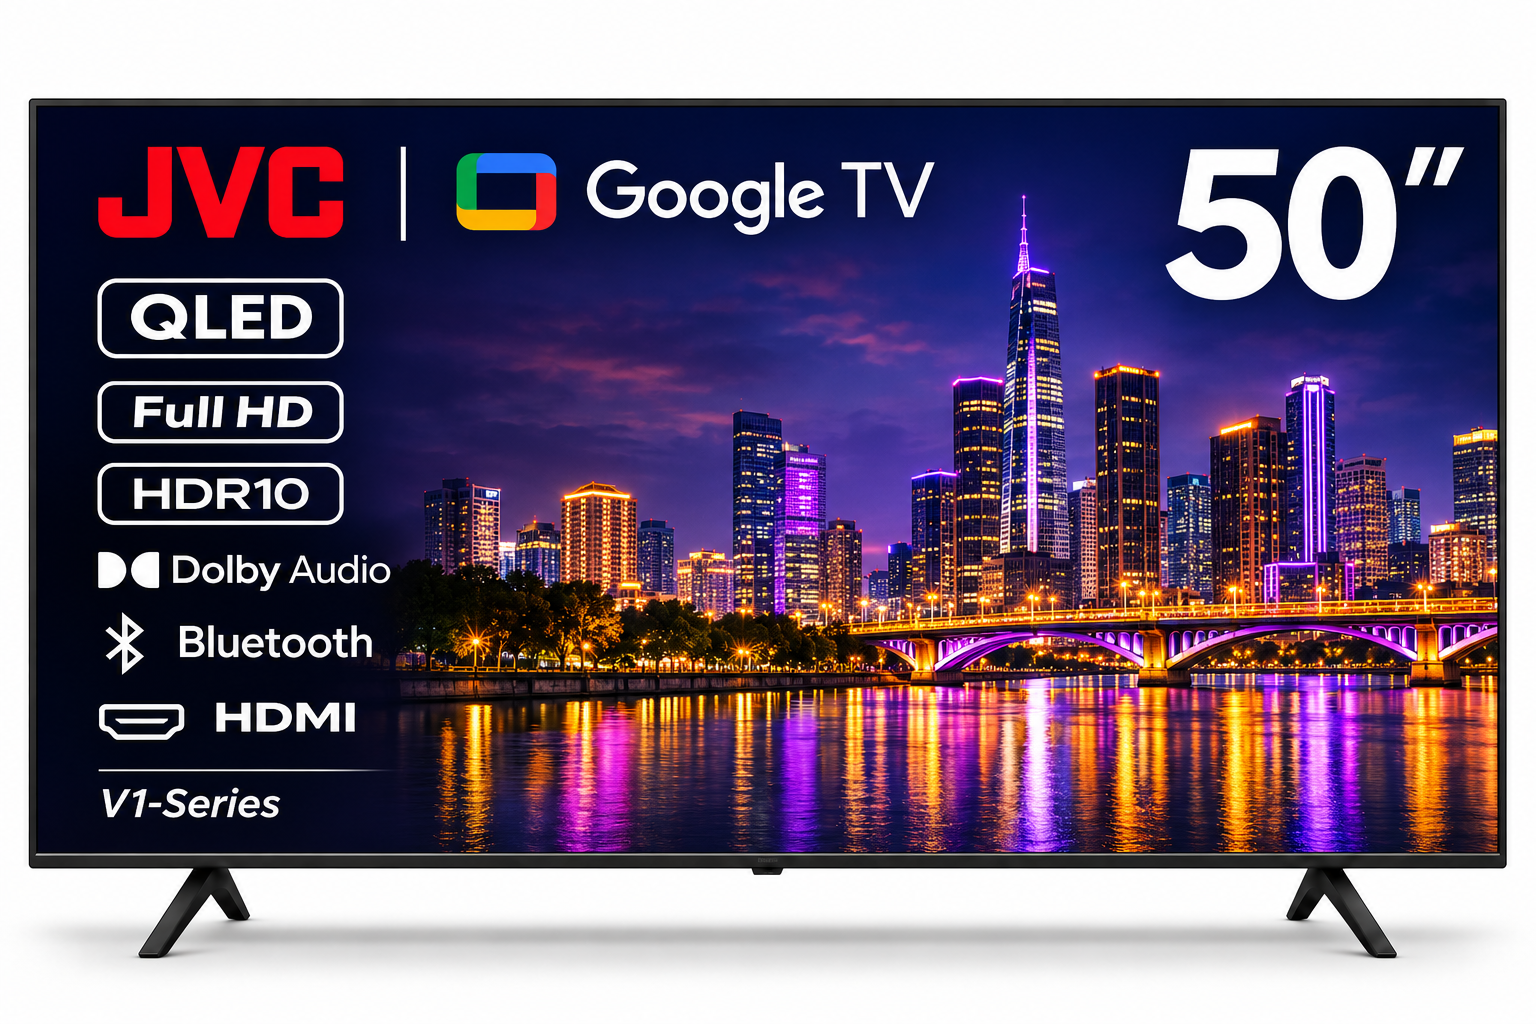 JVC
Google TV
50"
QLED
Full HD
HDR10
Dolby Audio
Bluetooth
HDMI
V1-Series